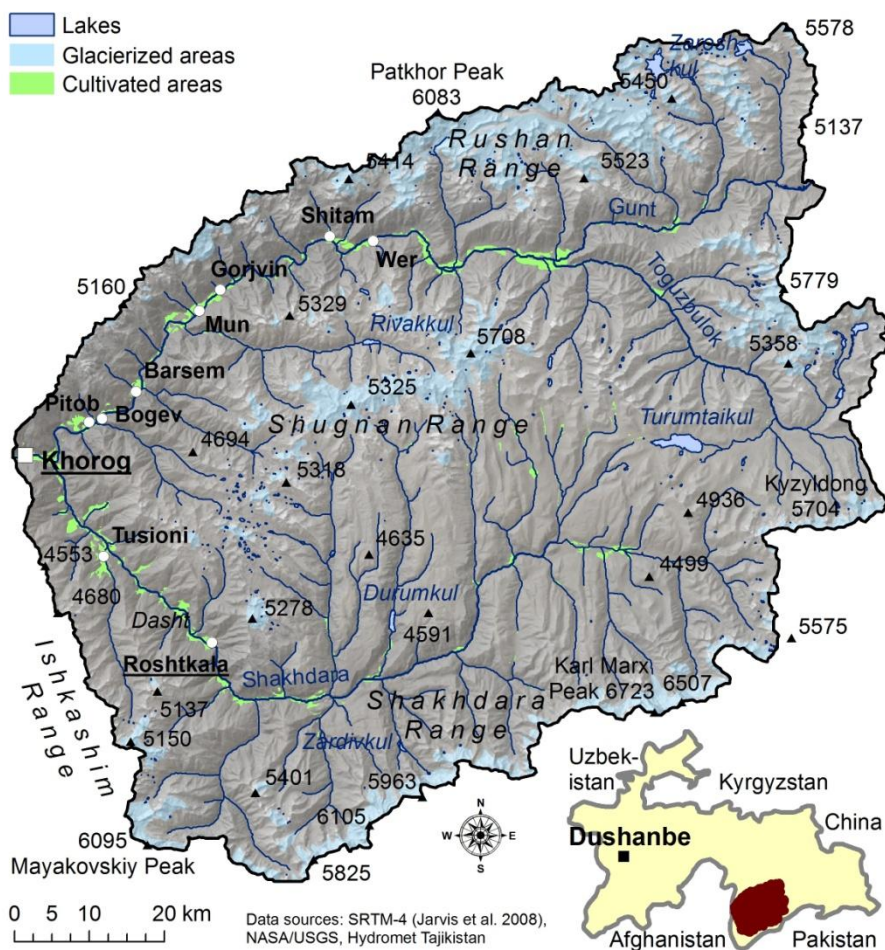 Lakes
Glacierized areas
Cultivated areas
5578
Zarosh-
kul
5450
Patkhor Peak
6083
5137
Rushan
Range
5414
5523
Gunt
Shitam
Wer
Gorjvin
5160
Mun
5329
Rivakkul
Toguzbulok
5779
5708
5358
Barsem
5325
Pitob
Bogev
Shugnan Range
Turumtaikul
4694
Khorog
5318
4936
Kyzyldong
5704
Tusioni
4553
4635
4499
4680
Durumkul
Dasht
5278
4591
5575
Roshtkala
Shakhdara
Karl Marx
Peak 6723
6507
Ishkashim
Range
5137
Shakhdara
Range
5150
Zardivkul
5401
5963
6105
6095
Mayakovskiy Peak
5825
N
W
E
S
Uzbek-
istan
Kyrgyzstan
China
Dushanbe
Afghanistan
Pakistan
0 10 20 km
Data sources: SRTM-4 (Jarvis et al. 2008),
NASA/USGS, Hydromet Tajikistan